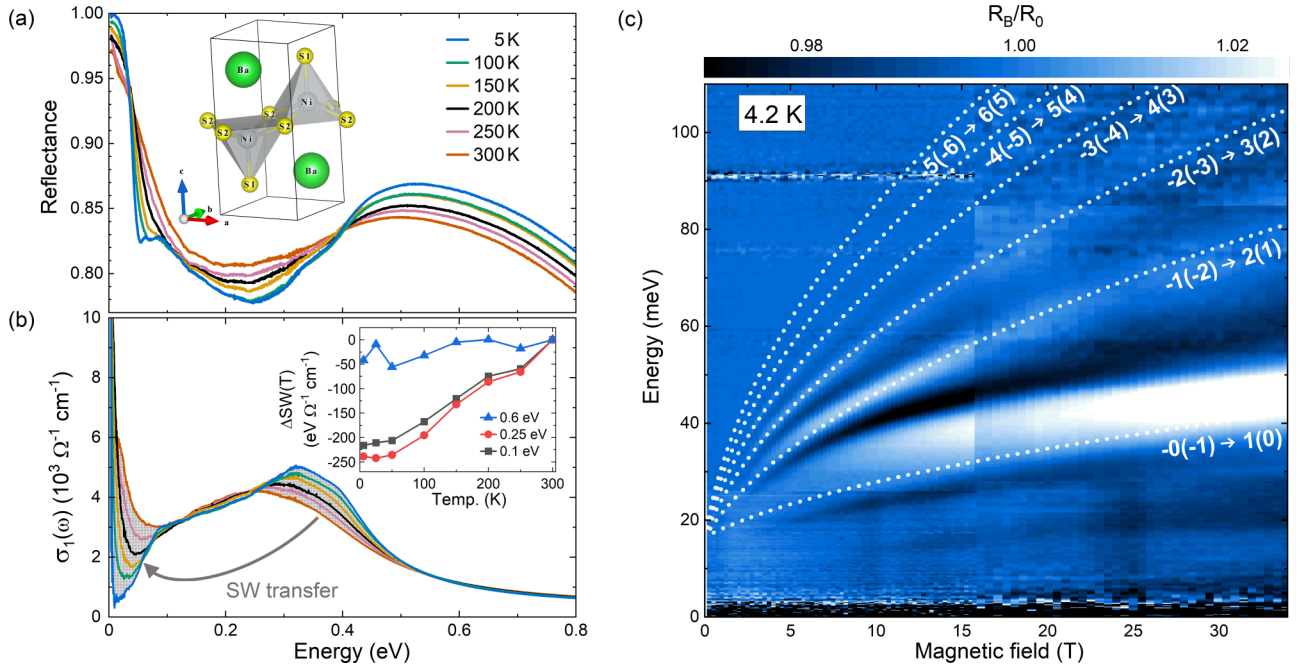 (a)
Reflectance
1.00
0.95
0.90
0.85
0.80
5 K
100 K
150 K
200 K
250 K
300 K
S1
Ba
Ni
S2
S2
S2
S2
S2
Ni
S1
Ba
c
b
a
(b)
σ₁(ω) (10³ Ω⁻¹ cm⁻¹)
10
8
6
4
2
0
SW transfer
ΔSW(T)
(eV Ω⁻¹ cm⁻¹)
0
-50
-100
-150
-200
-250
0.6 eV
0.25 eV
0.1 eV
0 100 200 300
Temp. (K)
0 0.2 0.4 0.6 0.8
Energy (eV)
(c)
R_B/R_0
0.98 1.00 1.02
4.2 K
Energy (meV)
100
80
60
40
20
0
-5(-6) → 6(5)
-4(-5) → 5(4)
-3(-4) → 4(3)
-2(-3) → 3(2)
-1(-2) → 2(1)
-0(-1) → 1(0)
0 5 10 15 20 25 30
Magnetic field (T)